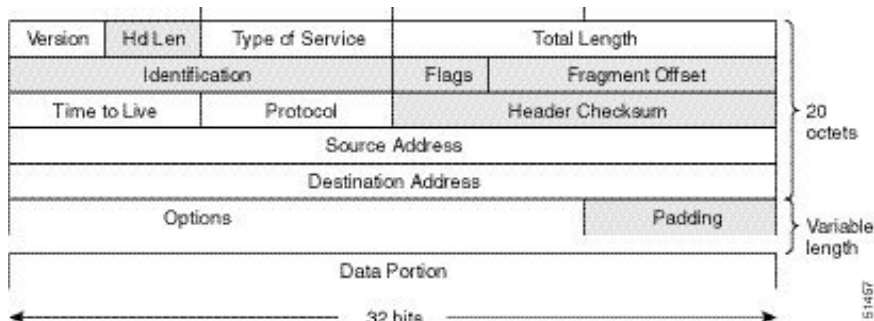 Version Hd Len Type of Service Total Length
Identification Flags Fragment Offset
Time to Live Protocol Header Checksum
20
octets
Source Address
Destination Address
Options Padding
Variable
length
Data Portion
32 bits
51457